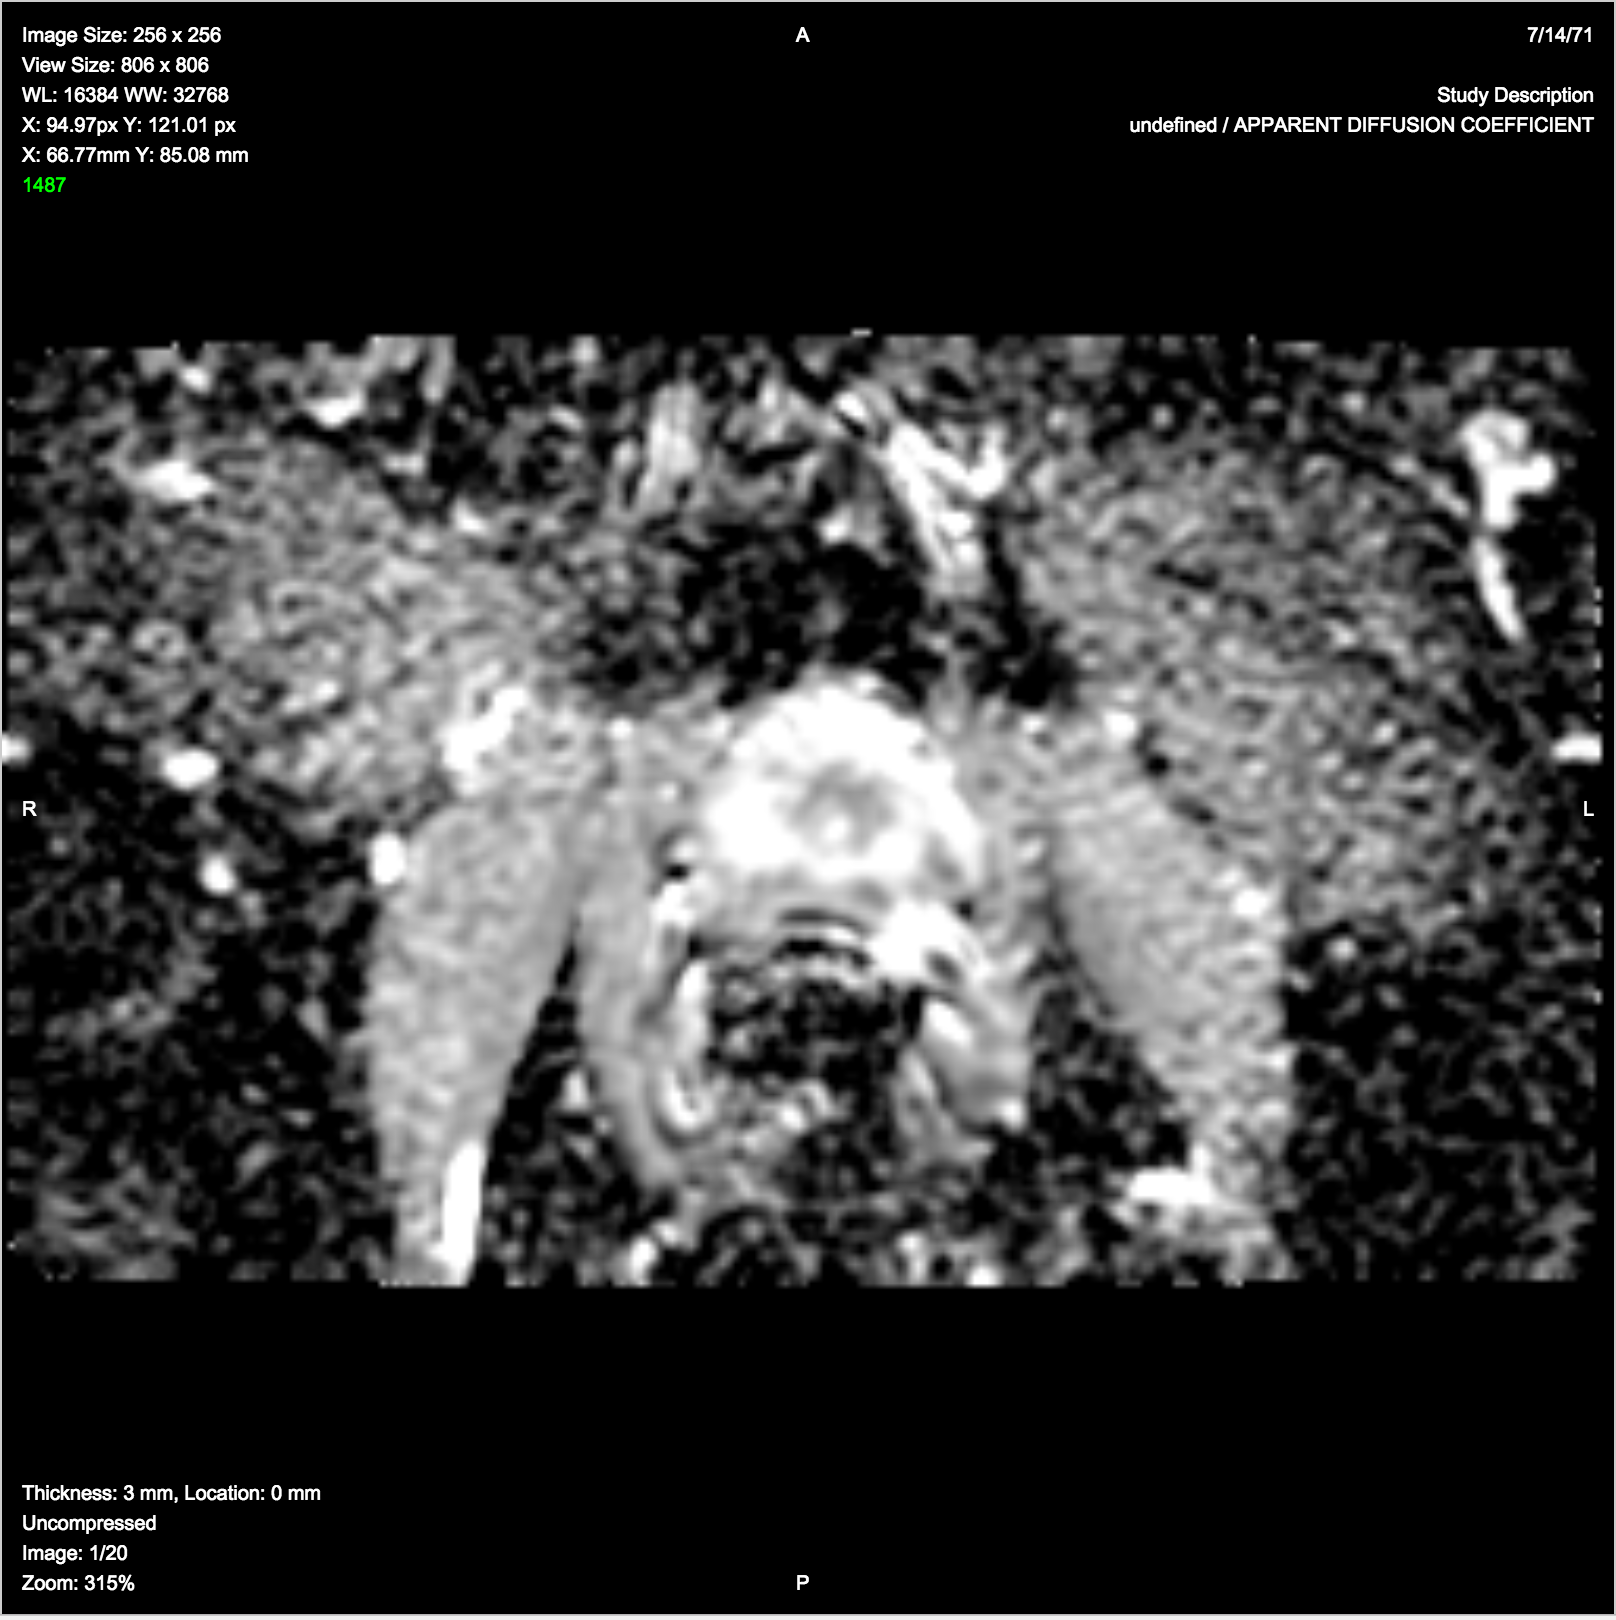 Image Size: 256 x 256
View Size: 806 x 806
WL: 16384 WW: 32768
X: 94.97px Y: 121.01 px
X: 66.77mm Y: 85.08 mm
1487
A
7/14/71
Study Description
undefined / APPARENT DIFFUSION COEFFICIENT
R
L
Thickness: 3 mm, Location: 0 mm
Uncompressed
Image: 1/20
Zoom: 315%
P